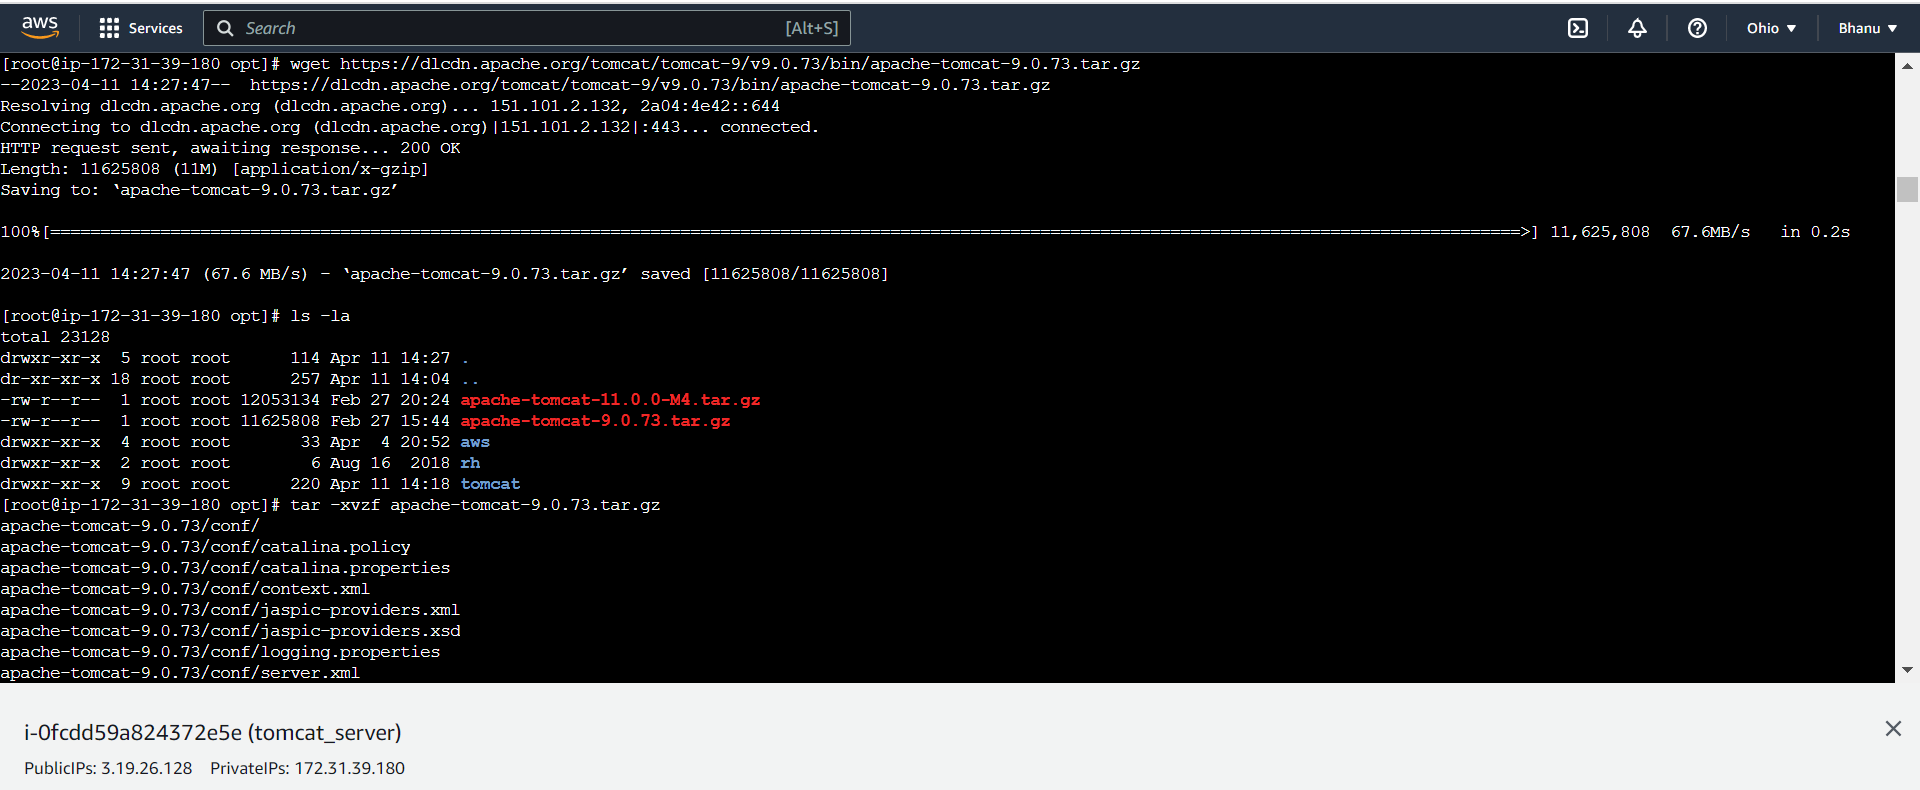 aws Services Search [Alt+S] Ohio Bhanu
[root@ip-172-31-39-180 opt]# wget https://dlcdn.apache.org/tomcat/tomcat-9/v9.0.73/bin/apache-tomcat-9.0.73.tar.gz
--2023-04-11 14:27:47--  https://dlcdn.apache.org/tomcat/tomcat-9/v9.0.73/bin/apache-tomcat-9.0.73.tar.gz
Resolving dlcdn.apache.org (dlcdn.apache.org)... 151.101.2.132, 2a04:4e42::644
Connecting to dlcdn.apache.org (dlcdn.apache.org)|151.101.2.132|:443... connected.
HTTP request sent, awaiting response... 200 OK
Length: 11625808 (11M) [application/x-gzip]
Saving to: ‘apache-tomcat-9.0.73.tar.gz’
100%[===================================================================================================================================================>] 11,625,808  67.6MB/s   in 0.2s
2023-04-11 14:27:47 (67.6 MB/s) - ‘apache-tomcat-9.0.73.tar.gz’ saved [11625808/11625808]
[root@ip-172-31-39-180 opt]# ls -la
total 23128
drwxr-xr-x  5 root root      114 Apr 11 14:27 .
dr-xr-xr-x 18 root root      257 Apr 11 14:04 ..
-rw-r--r--  1 root root 12053134 Feb 27 20:24 apache-tomcat-11.0.0-M4.tar.gz
-rw-r--r--  1 root root 11625808 Feb 27 15:44 apache-tomcat-9.0.73.tar.gz
drwxr-xr-x  4 root root       33 Apr  4 20:52 aws
drwxr-xr-x  2 root root        6 Aug 16  2018 rh
drwxr-xr-x  9 root root      220 Apr 11 14:18 tomcat
[root@ip-172-31-39-180 opt]# tar -xvzf apache-tomcat-9.0.73.tar.gz
apache-tomcat-9.0.73/conf/
apache-tomcat-9.0.73/conf/catalina.policy
apache-tomcat-9.0.73/conf/catalina.properties
apache-tomcat-9.0.73/conf/context.xml
apache-tomcat-9.0.73/conf/jaspic-providers.xml
apache-tomcat-9.0.73/conf/jaspic-providers.xsd
apache-tomcat-9.0.73/conf/logging.properties
apache-tomcat-9.0.73/conf/server.xml
i-0fcdd59a824372e5e (tomcat_server)
PublicIPs: 3.19.26.128 PrivateIPs: 172.31.39.180